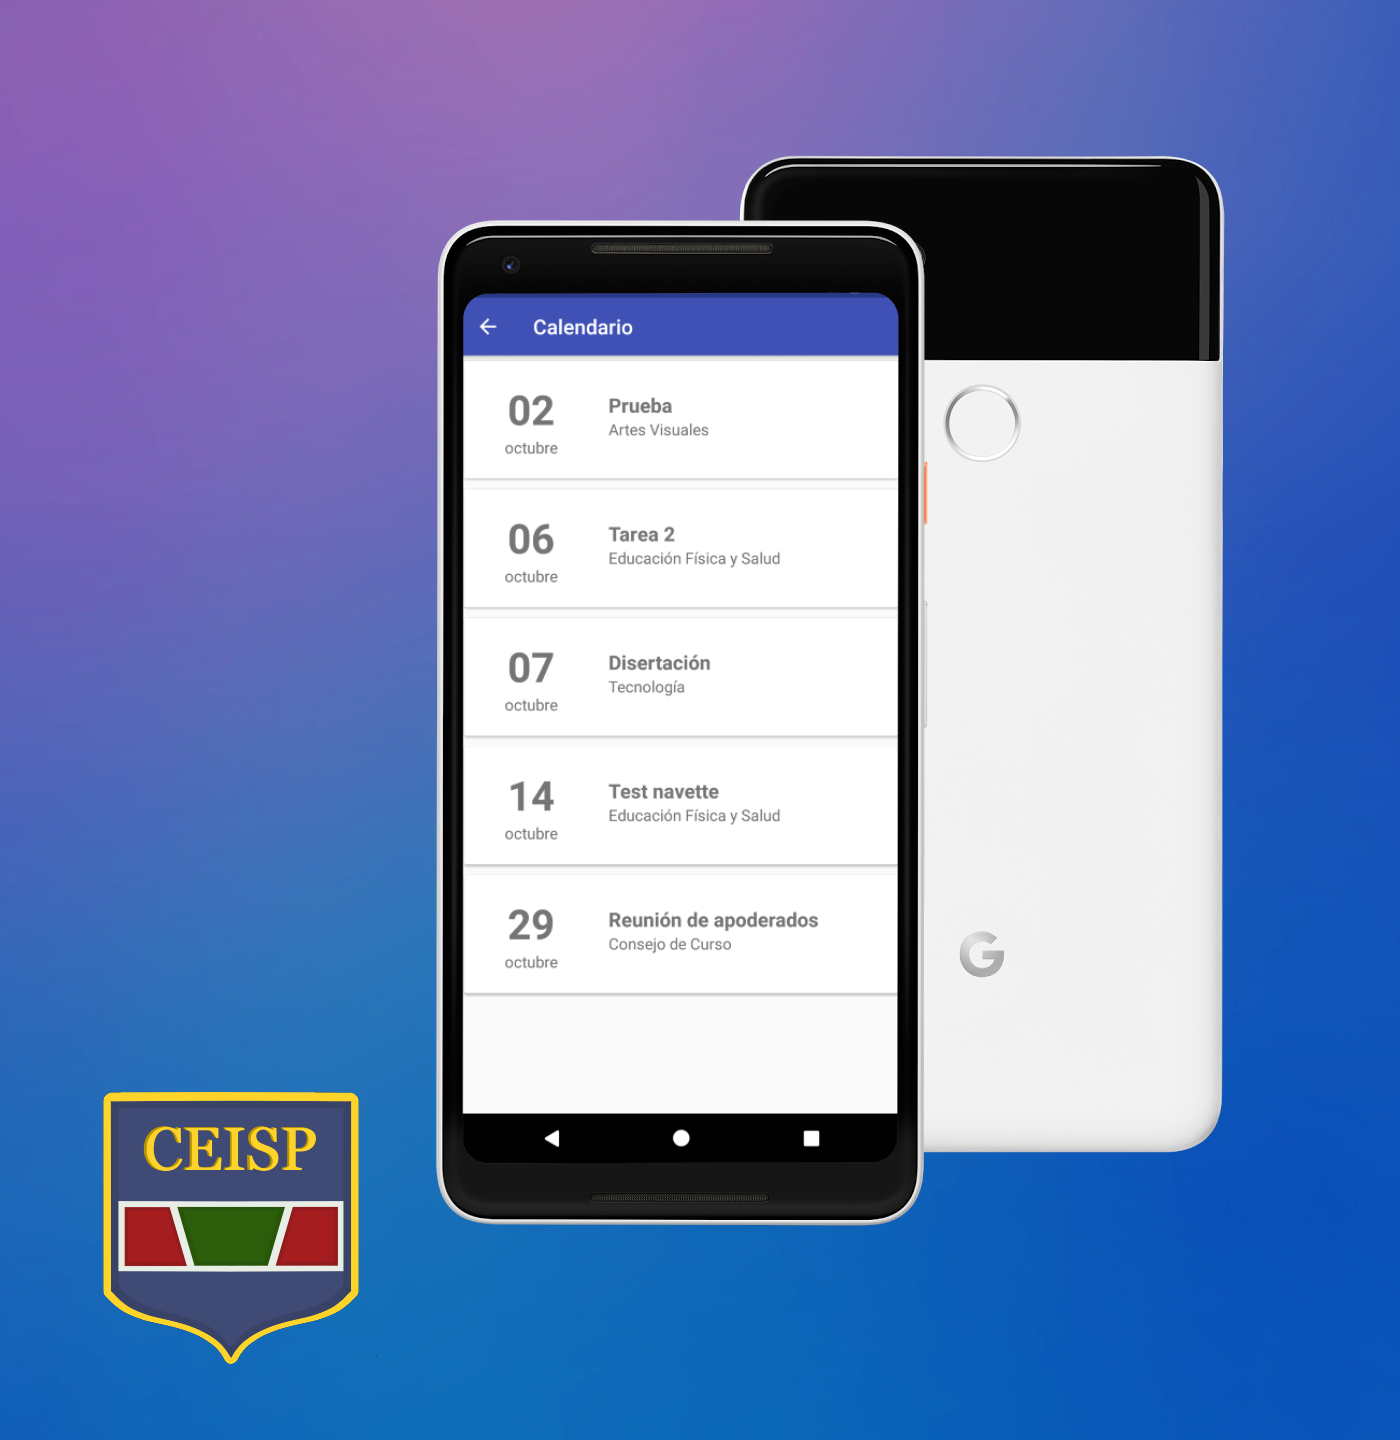 Calendario
02
octubre
Prueba
Artes Visuales
06
octubre
Tarea 2
Educación Física y Salud
07
octubre
Disertación
Tecnología
14
octubre
Test navette
Educación Física y Salud
29
octubre
Reunión de apoderados
Consejo de Curso
G
CEISP